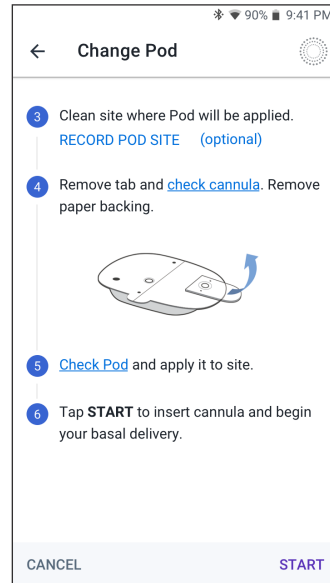 90% 9:41 PM
Change Pod
3 Clean site where Pod will be applied.
RECORD POD SITE (optional)
4 Remove tab and check cannula. Remove
paper backing.
5 Check Pod and apply it to site.
6 Tap START to insert cannula and begin
your basal delivery.
CANCEL START